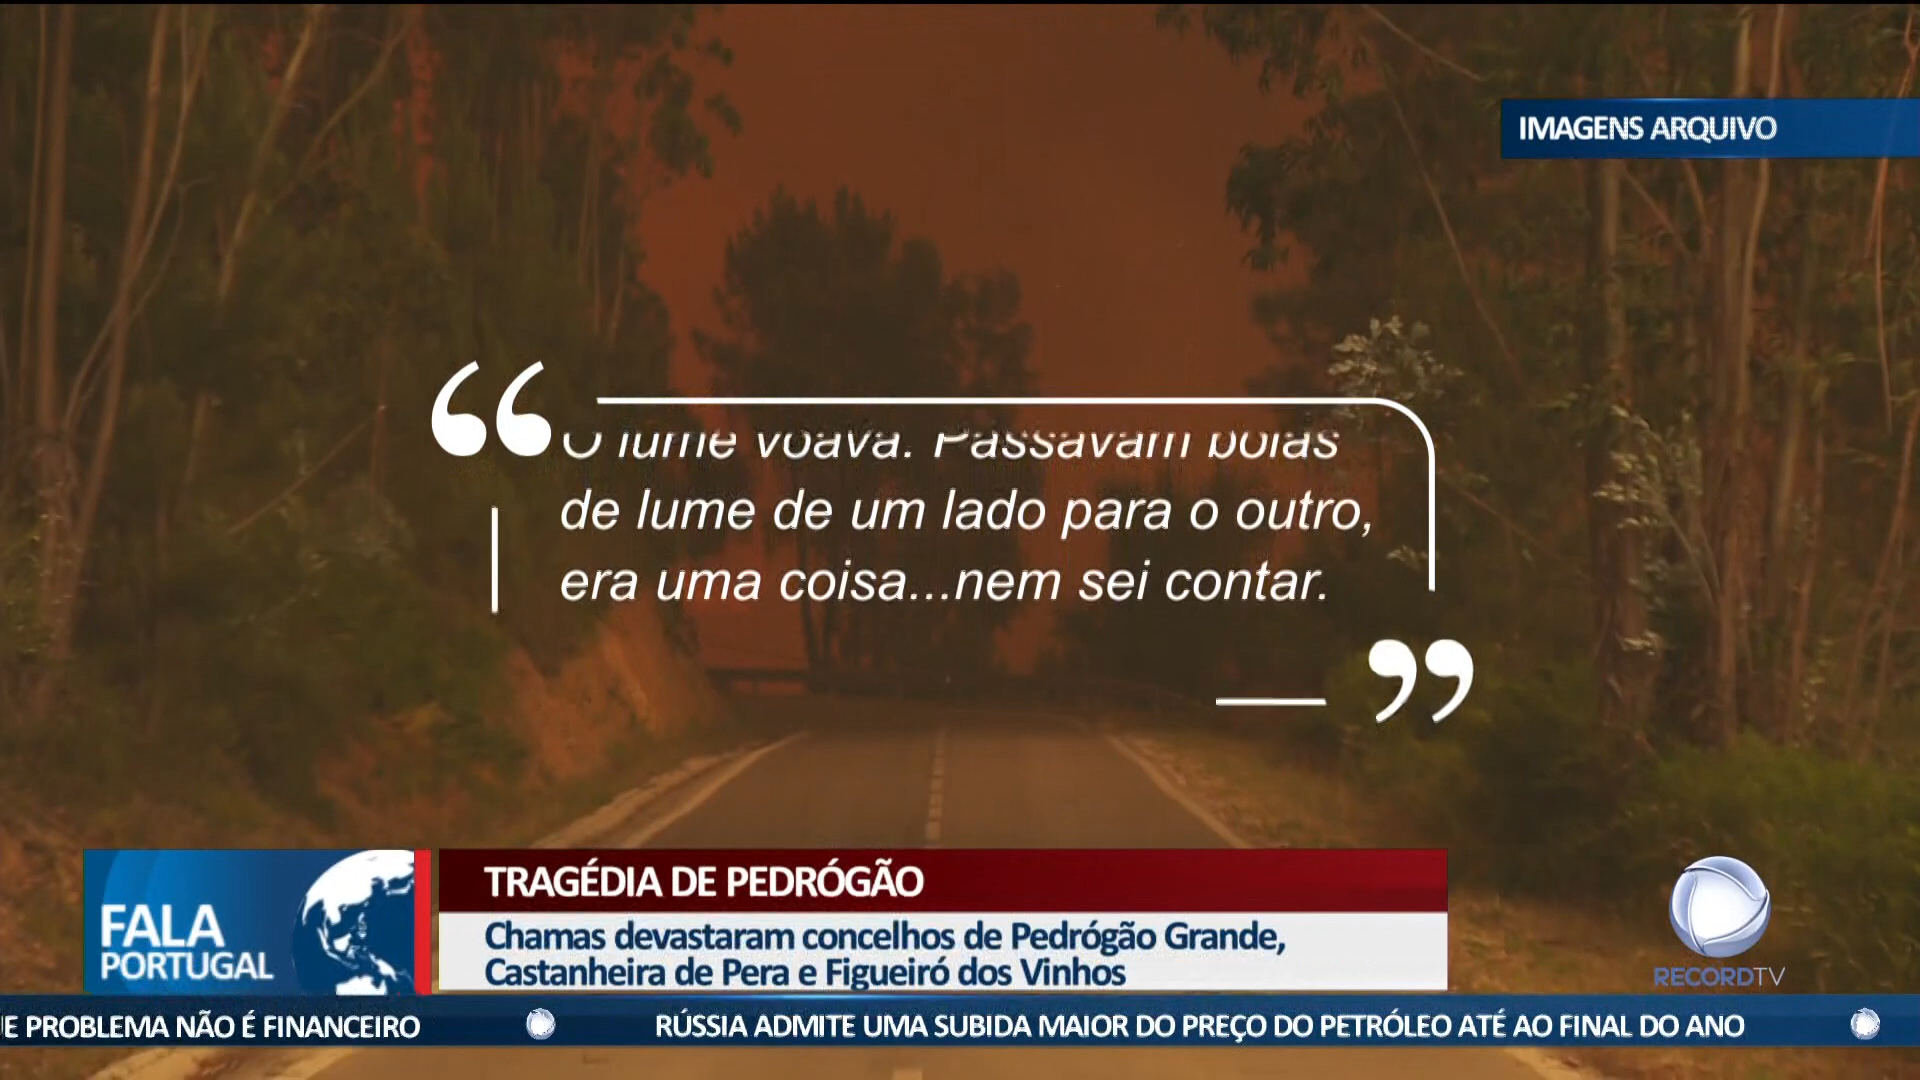 IMAGENS ARQUIVO
“
O lume voava. Passavam bolas
de lume de um lado para o outro,
era uma coisa...nem sei contar.
”
TRAGÉDIA DE PEDRÓGÃO
Chamas devastaram concelhos de Pedrógão Grande,
Castanheira de Pera e Figueiró dos Vinhos
FALA
PORTUGAL
RECORDTV
PROBLEMA NÃO É FINANCEIRO RÚSSIA ADMITE UMA SUBIDA MAIOR DO PREÇO DO PETRÓLEO ATÉ AO FINAL DO ANO